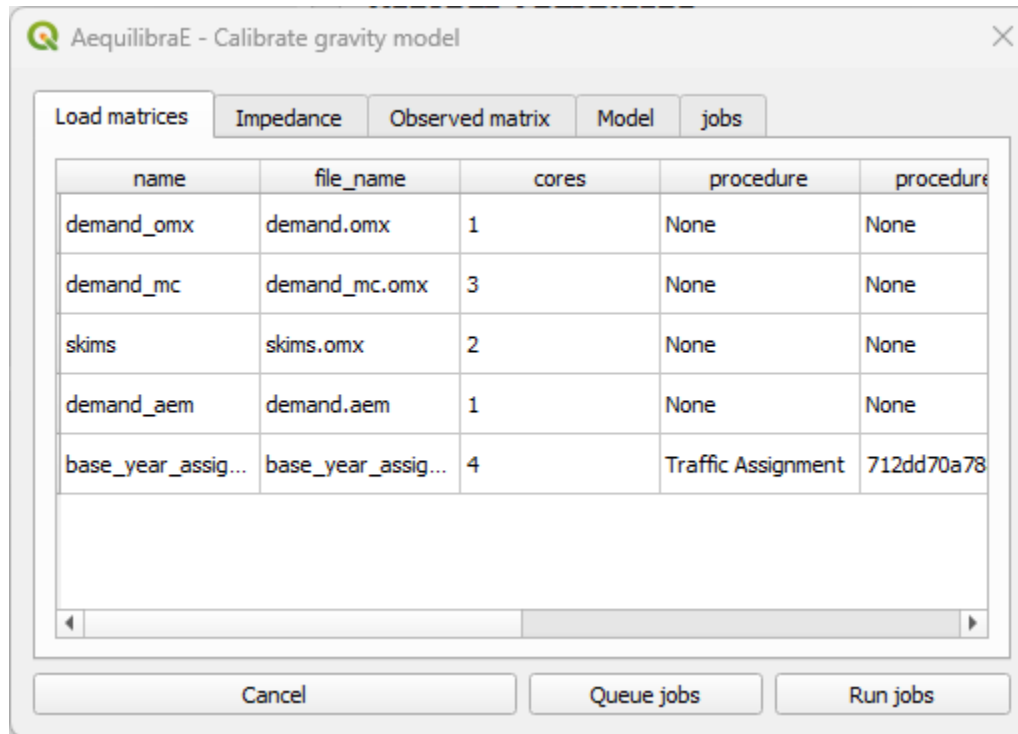 AequilibraE - Calibrate gravity model
Load matrices Impedance Observed matrix Model jobs
name file_name cores procedure procedure
demand_omx demand.omx 1 None None
demand_mc demand_mc.omx 3 None None
skims skims.omx 2 None None
demand_aem demand.aem 1 None None
base_year_assig... base_year_assig... 4 Traffic Assignment 712dd70a78
Cancel Queue jobs Run jobs